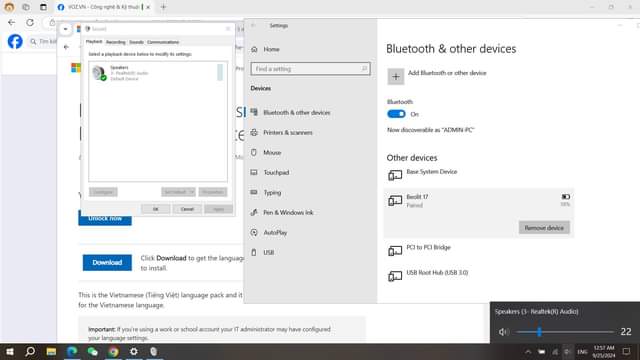 VOZ.VN - Công nghệ & Kỹ thuật
Sound
Playback Recording Sounds Communications
Select a playback device below to modify its settings:
Speakers
3- Realtek(R) Audio
Default Device
Configure Set Default Properties
OK Cancel Apply
Unlock now
Download
Click Download to get the language
to install.
This is the Vietnamese (Tiếng Việt) language pack and it
for the Vietnamese language.
Important: If you're using a work or school account your IT administrator may have configured
your language settings.
Settings
Home
Find a setting
Devices
Bluetooth & other devices
Printers & scanners
Mouse
Touchpad
Typing
Pen & Windows Ink
AutoPlay
USB
Bluetooth & other devices
Add Bluetooth or other device
Bluetooth
On
Now discoverable as "ADMIN-PC"
Other devices
Base System Device
Beolit 17
Paired
Remove device
PCI to PCI Bridge
USB Root Hub (USB 3.0)
Speakers (3- Realtek(R) Audio)
22
ENG
12:57 AM
9/25/2024